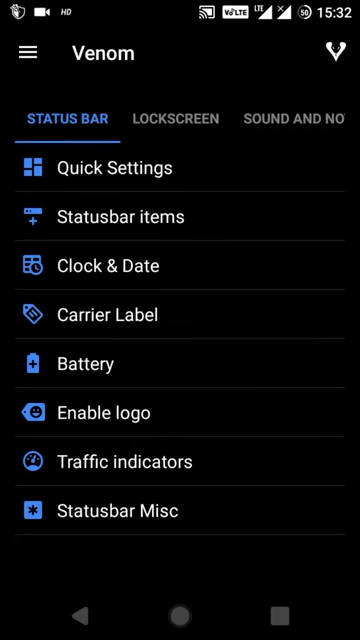 HD VoLTE LTE 50 15:32
Venom
STATUS BAR LOCKSCREEN SOUND AND NO
Quick Settings
Statusbar items
Clock & Date
Carrier Label
Battery
Enable logo
Traffic indicators
Statusbar Misc